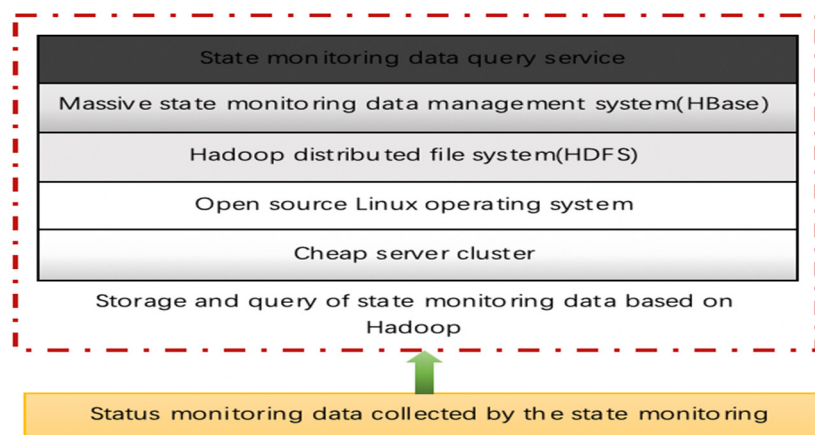 State monitoring data query service
Massive state monitoring data management system(HBase)
Hadoop distributed file system(HDFS)
Open source Linux operating system
Cheap server cluster
Storage and query of state monitoring data based on
Hadoop
Status monitoring data collected by the state monitoring